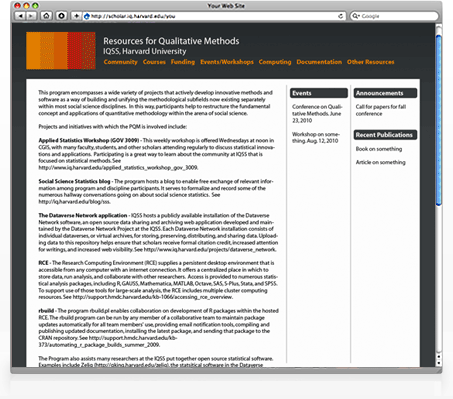 Your Web Site
http://scholar.iq.harvard.edu/you
Google
Resources for Qualitative Methods
IQSS, Harvard University
Community Courses Funding Events/Workshops Computing Documentation Other Resources
This program encompasses a wide variety of projects that actively develop innovative methods and
software as a way of building and unifying the methodological subfields now existing separately
within most social science disciplines. In this way, participants help to restructure the fundamental
concept and applications of quantitative methodology within the arena of social science.
Projects and initiatives with which the PQM is involved include:
Applied Statistics Workshop (GOV 3009) - This weekly workshop is offered Wednesdays at noon in
CGIS, with many faculty, students, and other scholars attending regularly to discuss statistical innova-
tions and applications. Participating is a great way to learn about the community at IQSS that is
focused on statistical methods. See
http://www.iq.harvard.edu/applied_statistics_workshop_gov_3009.
Social Science Statistics blog - The program hosts a blog to enable free exchange of relevant infor-
mation among program and discipline participants. It serves to formalize and record some of the
numerous hallway conversations going on about social science statistics. See
http://iq.harvard.edu/blog/sss.
The Dataverse Network application - IQSS hosts a publicly available installation of the Dataverse
Network software, an open source data sharing and archiving web application developed and main-
tained by the Dataverse Network Project at the IQSS. Each Dataverse Network installation consists of
individual dataverses, or virtual archives, for storing, preserving, distributing, and sharing data. Upload-
ing data to this repository helps ensure that scholars receive formal citation credit, increased attention
for writings, and increased web visibility. See http://www.iq.harvard.edu/projects/dataverse_network.
RCE - The Research Computing Environment (RCE) supplies a persistent desktop environment that is
accessible from any computer with an internet connection. It offers a centralized place in which to
store data, run analysis, and collaborate with other researchers. Access is provided to numerous statis-
tical analysis packages, including R, GAUSS, Mathematica, MATLAB, Octave, SAS, S-Plus, Stata, and SPSS.
To support use of those tools for large-scale analysis, the RCE includes multiple cluster computing
resources. See http://support.hmdc.harvard.edu/kb-1066/accessing_rce_overview.
rbuild - The program rbuild.pl enables collaboration on development of R packages within the hosted
RCE. The rbuild program can be run by any member of a collaborative team to maintain package
updates automatically for all team members' use, providing email notification tools, compiling and
publishing updated documentation, installing the latest package, and sending that package to the
CRAN repository. See http://support.hmdc.harvard.edu/kb-
373/automating_r_package_builds_summer_2009.
The Program also assists many researchers at the IQSS put together open source statistical software.
Examples include Zelig (http://gking.harvard.edu/zelig), the statistical software in the Dataverse
Events
Conference on Quali-
tative Methods. June
23, 2010
Workshop on some-
thing. Aug. 12, 2010
Announcements
Call for papers for fall
conference
Recent Publications
Book on something
Article on something